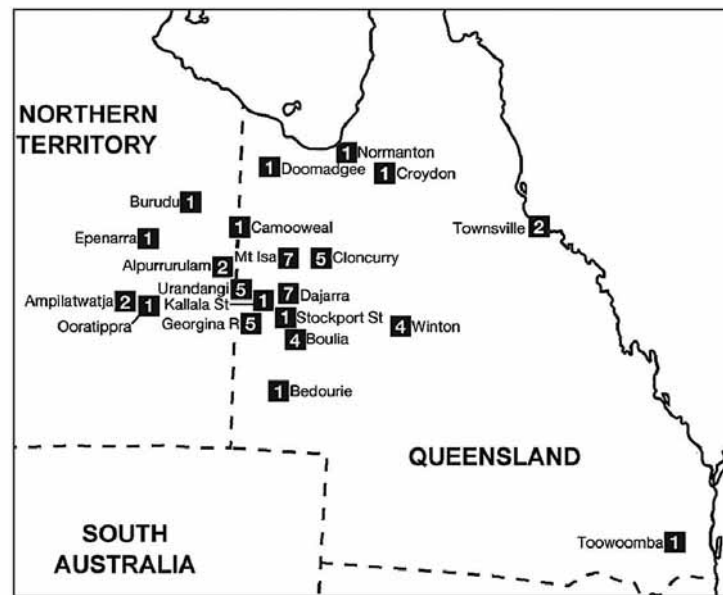 NORTHERN
TERRITORY
1 Normanton
1 Doomadgee
1 Croydon
Burudu 1
1 Camooweal
Townsville 2
Epenarra 1
Mt Isa 7
5 Cloncurry
Alpurrurulam 2
Urandangi 5
7 Dajarra
Ampilatwatja 2
Kallala St 1
1
Ooratippra
1 Stockport St
Georgina R 5
4 Winton
4 Boulia
1 Bedourie
QUEENSLAND
SOUTH
AUSTRALIA
Toowoomba 1